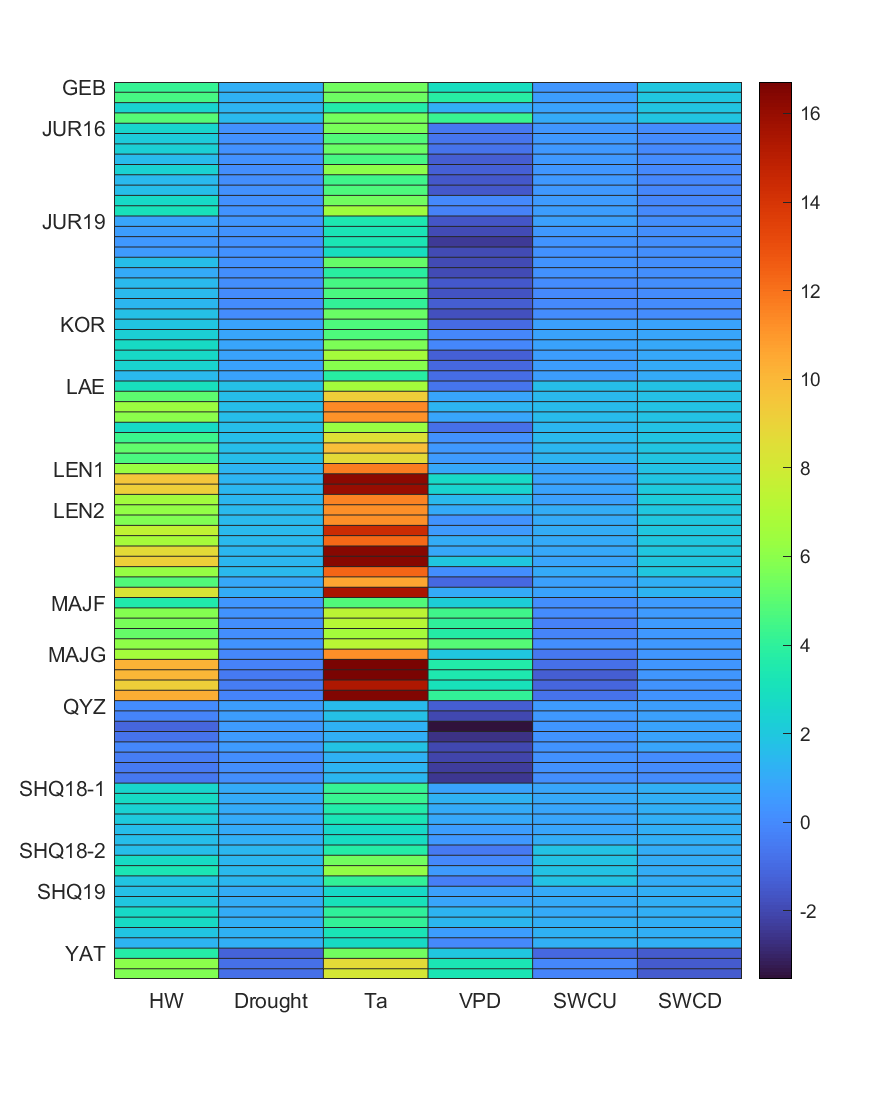 GEB
JUR16
JUR19
KOR
LAE
LEN1
LEN2
MAJF
MAJG
QYZ
SHQ18-1
SHQ18-2
SHQ19
YAT
HW Drought Ta VPD SWCU SWCD
16
14
12
10
8
6
4
2
0
-2